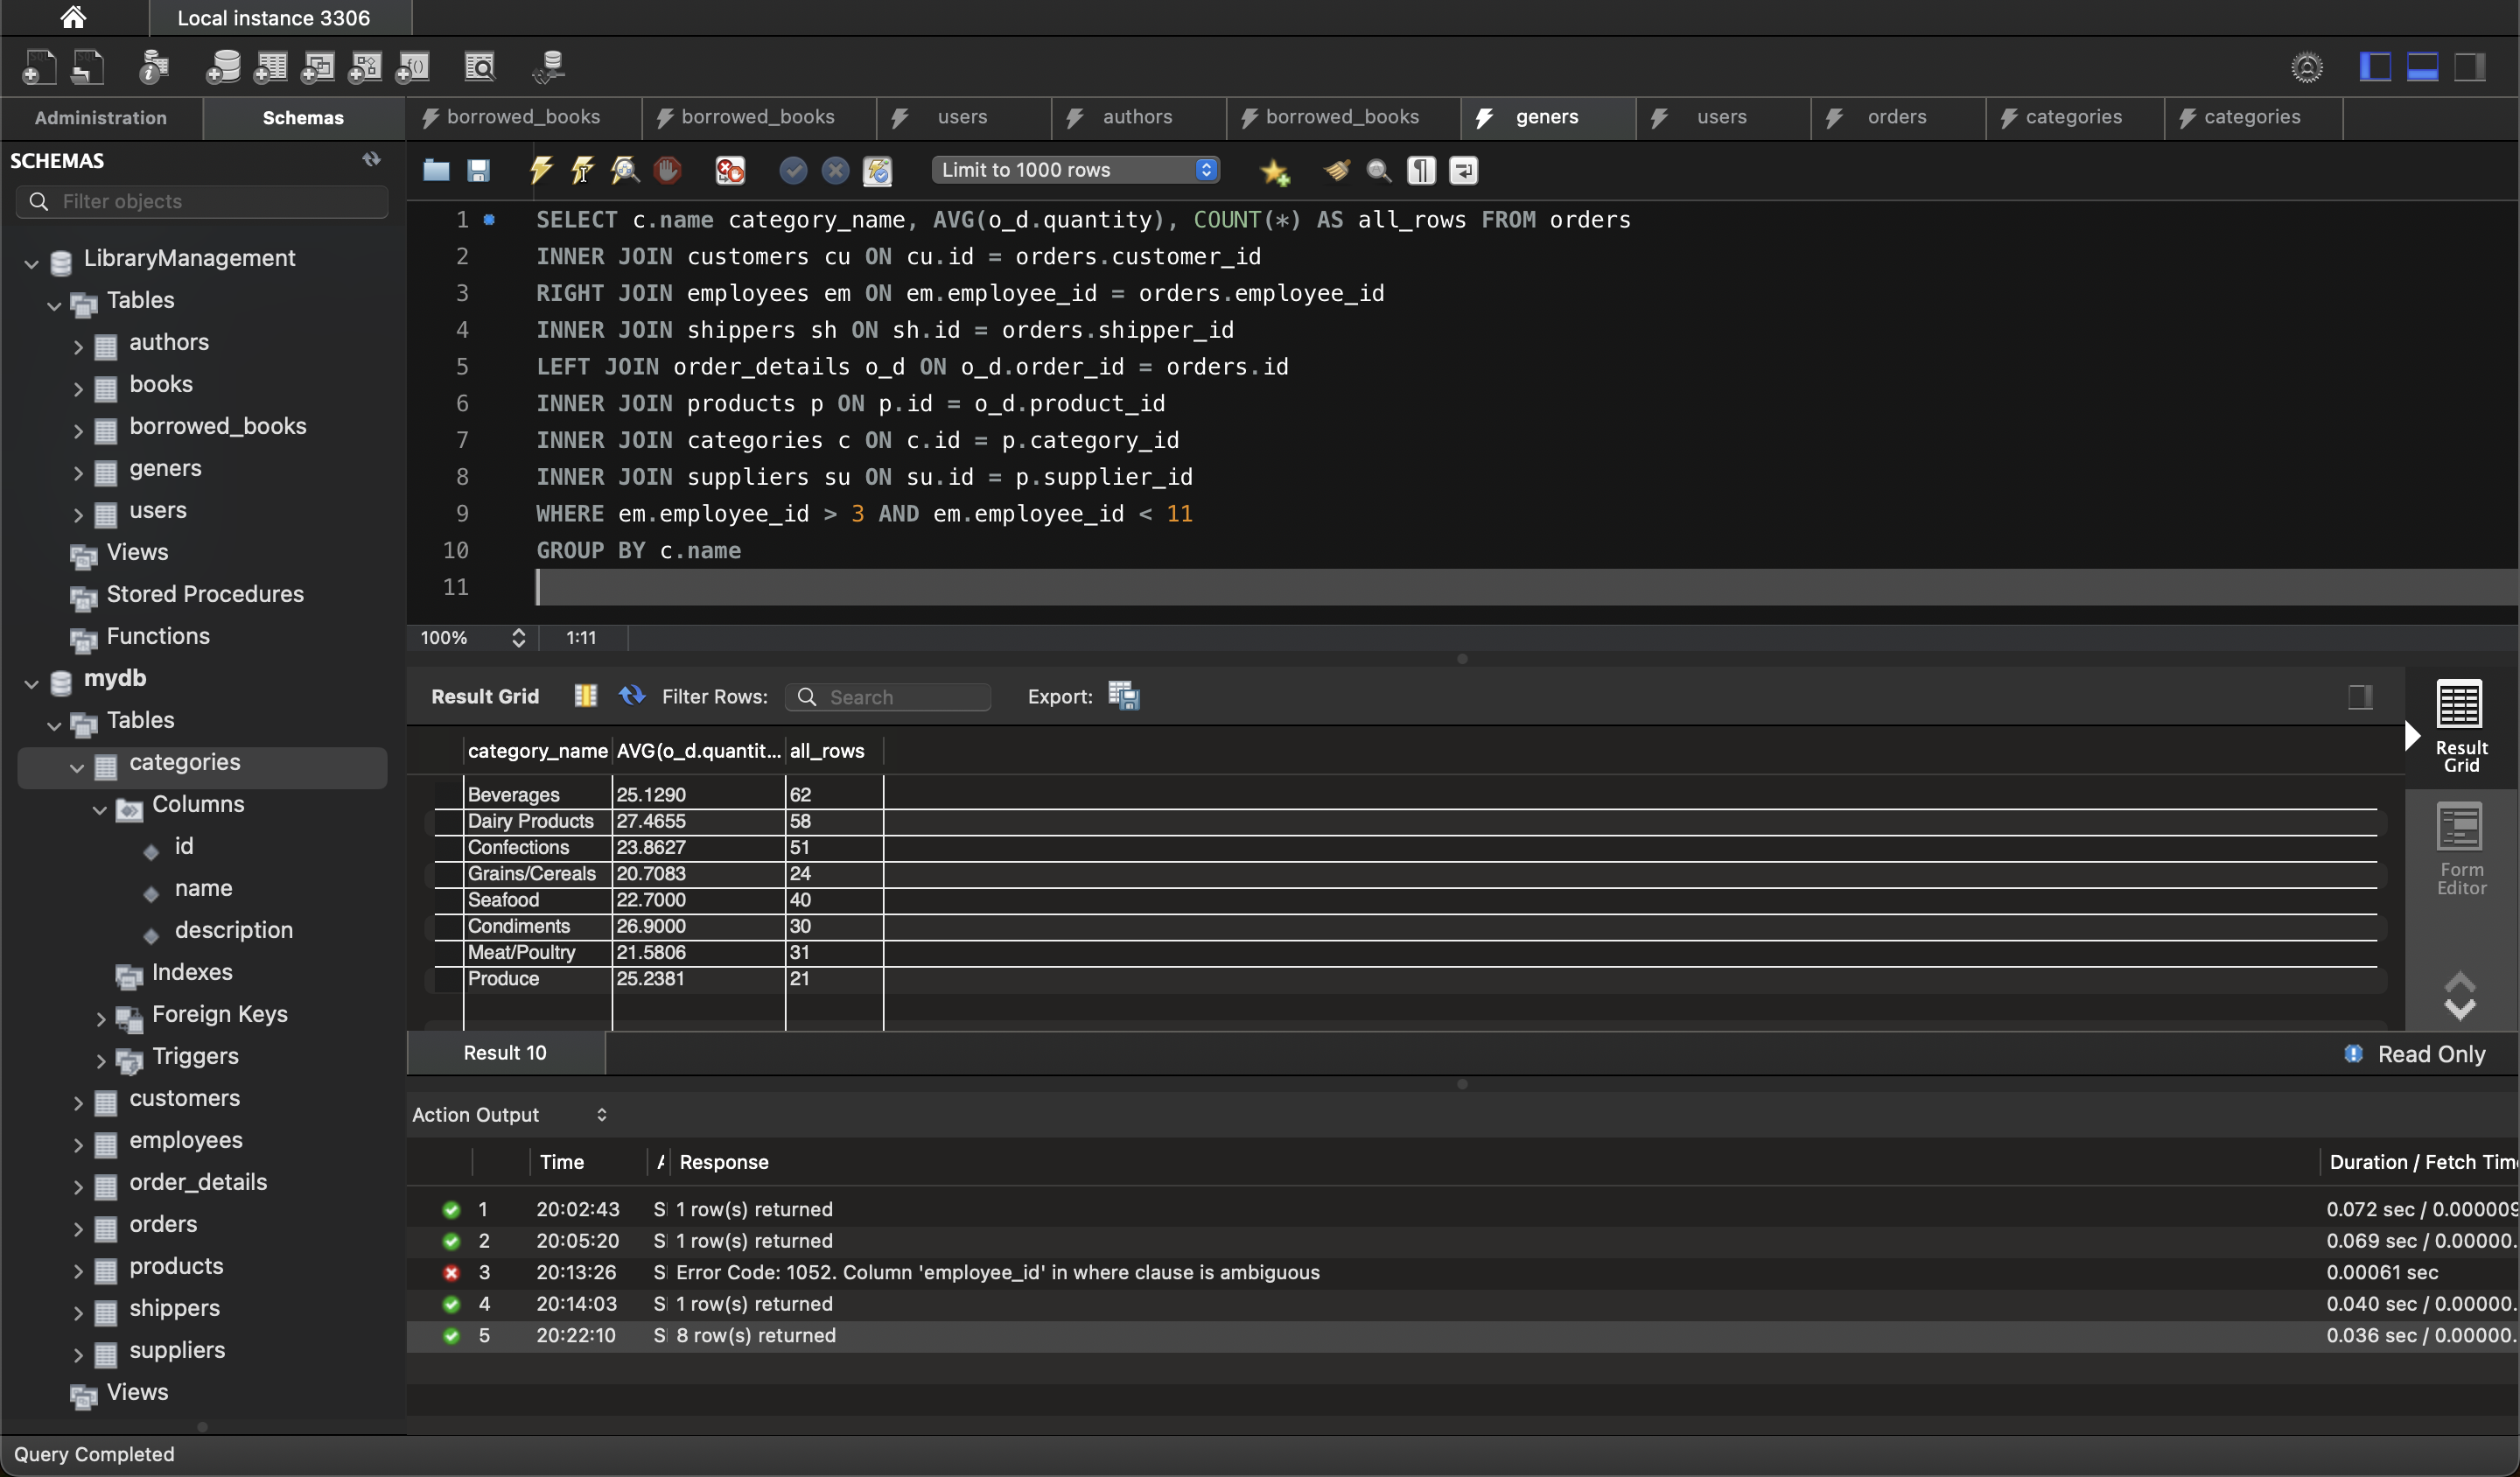 Local instance 3306
Administration
Schemas
borrowed_books
borrowed_books
users
authors
borrowed_books
geners
users
orders
categories
categories
SCHEMAS
Filter objects
LibraryManagement
Tables
authors
books
borrowed_books
geners
users
Views
Stored Procedures
Functions
mydb
Tables
categories
Columns
id
name
description
Indexes
Foreign Keys
Triggers
customers
employees
order_details
orders
products
shippers
suppliers
Views
Limit to 1000 rows
1 SELECT c.name category_name, AVG(o_d.quantity), COUNT(*) AS all_rows FROM orders
2 INNER JOIN customers cu ON cu.id = orders.customer_id
3 RIGHT JOIN employees em ON em.employee_id = orders.employee_id
4 INNER JOIN shippers sh ON sh.id = orders.shipper_id
5 LEFT JOIN order_details o_d ON o_d.order_id = orders.id
6 INNER JOIN products p ON p.id = o_d.product_id
7 INNER JOIN categories c ON c.id = p.category_id
8 INNER JOIN suppliers su ON su.id = p.supplier_id
9 WHERE em.employee_id > 3 AND em.employee_id < 11
10 GROUP BY c.name
11
100% 1:11
Result Grid Filter Rows: Search Export:
category_name AVG(o_d.quantit... all_rows
Beverages 25.1290 62
Dairy Products 27.4655 58
Confections 23.8627 51
Grains/Cereals 20.7083 24
Seafood 22.7000 40
Condiments 26.9000 30
Meat/Poultry 21.5806 31
Produce 25.2381 21
Result
Grid
Form
Editor
Result 10
Read Only
Action Output
Time Response Duration / Fetch Tim
1 20:02:43 S 1 row(s) returned 0.072 sec / 0.000009
2 20:05:20 S 1 row(s) returned 0.069 sec / 0.00000.
3 20:13:26 S Error Code: 1052. Column 'employee_id' in where clause is ambiguous 0.00061 sec
4 20:14:03 S 1 row(s) returned 0.040 sec / 0.00000.
5 20:22:10 S 8 row(s) returned 0.036 sec / 0.00000.
Query Completed